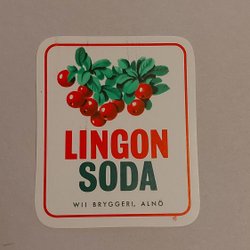 LINGON
SODA
WII BRYGGERI, ALNÖ